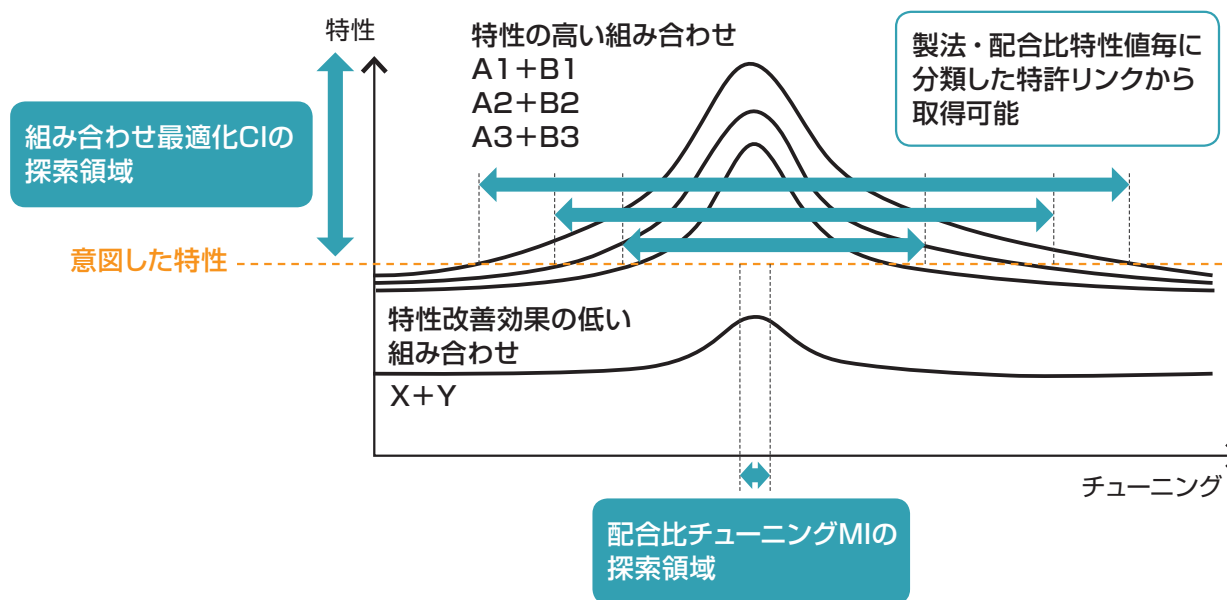 特性
特性の高い組み合わせ
A1+B1
A2+B2
A3+B3
製法・配合比特性値毎に
分類した特許リンクから
取得可能
組み合わせ最適化CIの
探索領域
意図した特性
特性改善効果の低い
組み合わせ
X+Y
チューニング
配合比チューニングMIの
探索領域